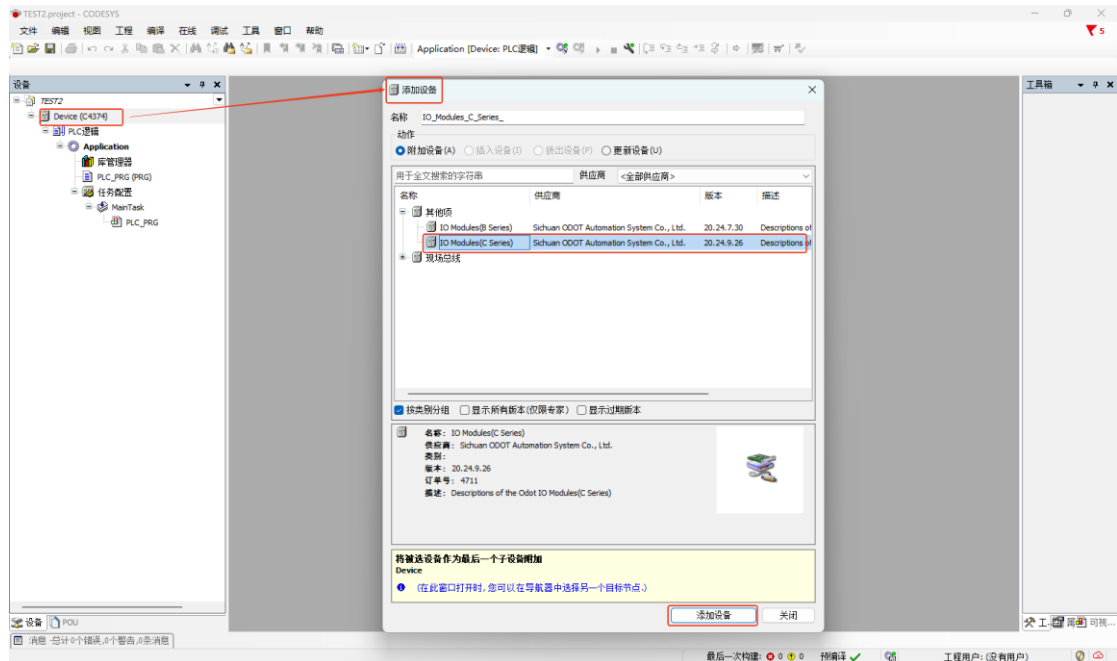 TEST2.project - CODESYS
文件 编辑 视图 工程 编译 在线 调试 工具 窗口 帮助
5
Application [Device: PLC逻辑]
设备
TEST2
Device (C4374)
PLC逻辑
Application
库管理器
PLC_PRG (PRG)
任务配置
MainTask
PLC_PRG
设备 POU
添加设备
名称 IO_Modules_C_Series_
动作
附加设备(A) 插入设备(I) 拔出设备(P) 更新设备(U)
用于全文搜索的字符串 供应商 <全部供应商>
名称 供应商 版本 描述
其他项
IO Modules(B Series) Sichuan ODOT Automation System Co., Ltd. 20.24.7.30 Descriptions of
IO Modules(C Series) Sichuan ODOT Automation System Co., Ltd. 20.24.9.26 Descriptions of
现场总线
按类别分组 显示所有版本(仅限专家) 显示过期版本
名称: IO Modules(C Series)
供应商: Sichuan ODOT Automation System Co., Ltd.
类别:
版本: 20.24.9.26
订单号: 4711
描述: Descriptions of the Odot IO Modules(C Series)
将被选设备作为最后一个子设备附加
Device
(在此窗口打开时,您可以在导航器中选择另一个目标节点.)
添加设备 关闭
工具箱
工... 可视...
消息 -总计0个错误,0个警告,0条消息
最后一次构建: 0 0 预编译 工程用户: (没有用户)